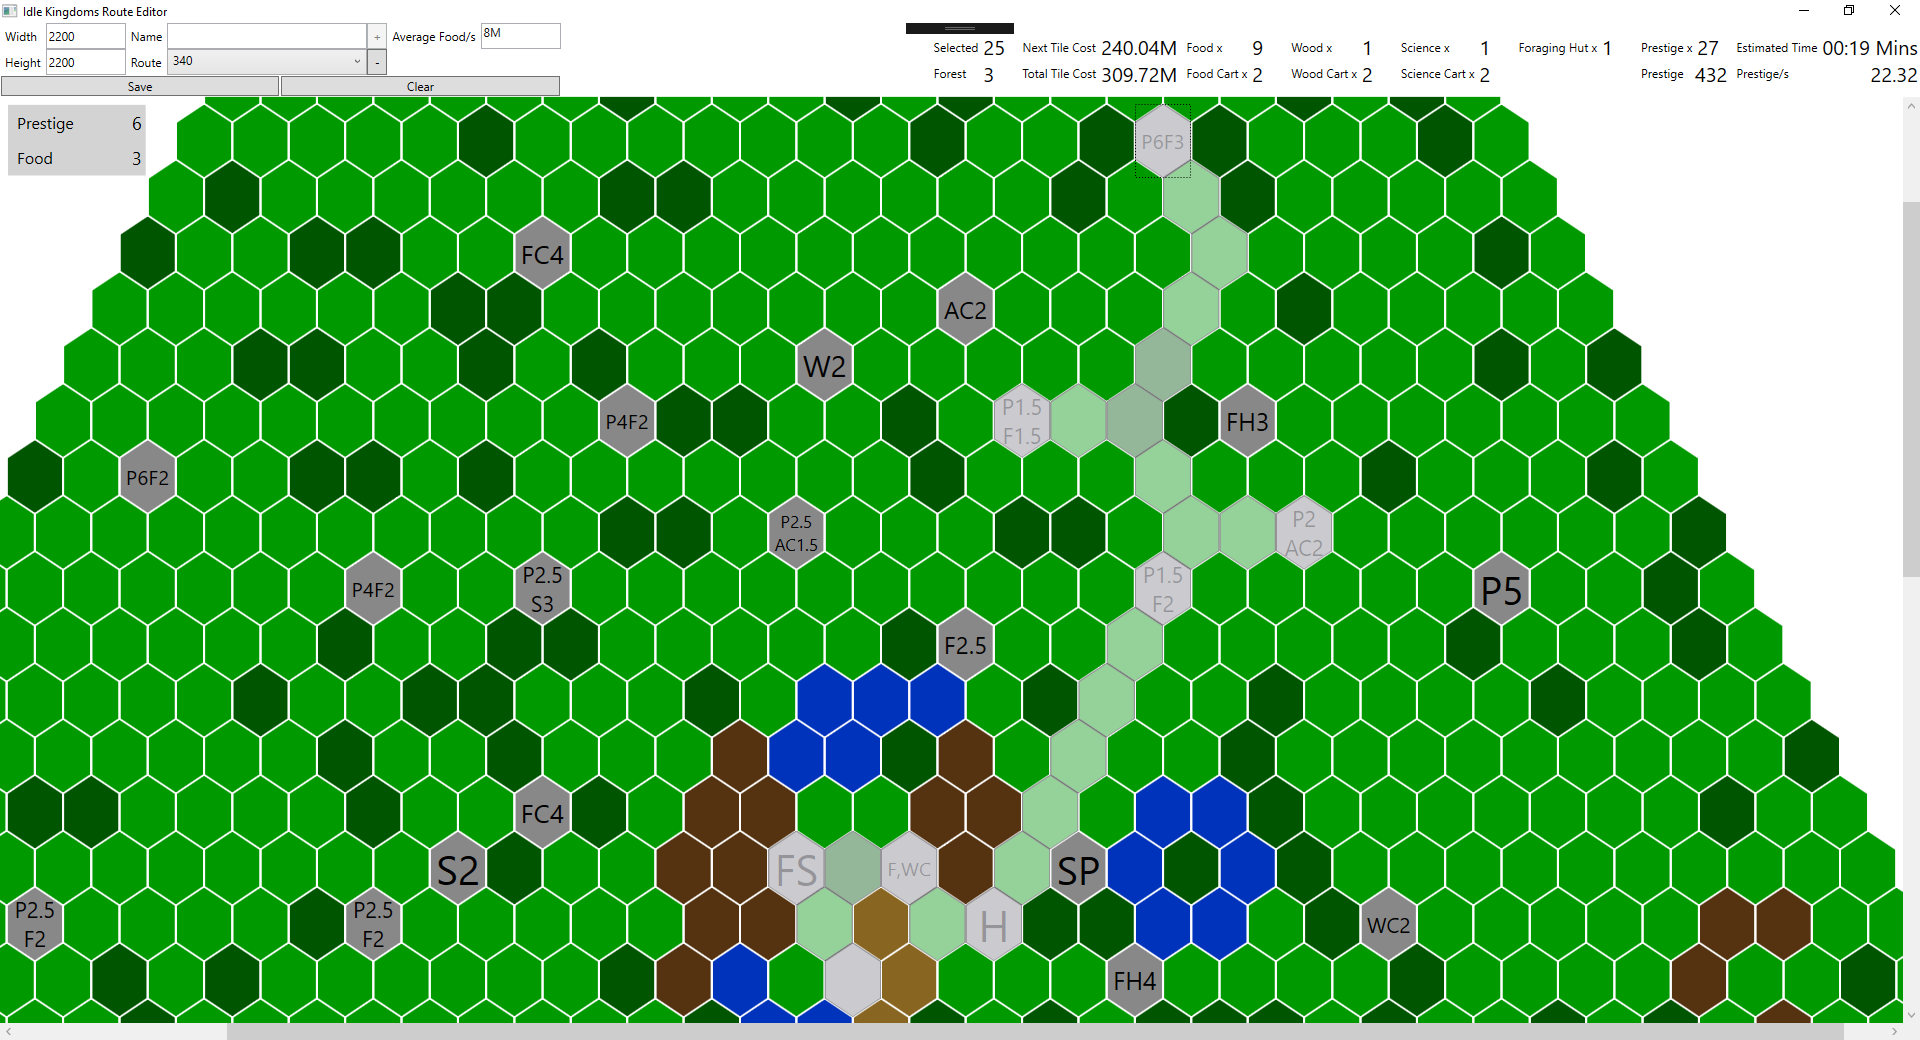 Idle Kingdoms Route Editor
Width 2200 Name + Average Food/s 8M
Height 2200 Route 340 -
Save Clear
Selected 25 Next Tile Cost 240.04M Food x 9 Wood x 1 Science x 1 Foraging Hut x 1 Prestige x 27 Estimated Time 00:19 Mins
Forest 3 Total Tile Cost 309.72M Food Cart x 2 Wood Cart x 2 Science Cart x 2 Prestige 432 Prestige/s 22.32
Prestige 6
Food 3
P6F3
FC4
AC2
W2
P4F2
P1.5
F1.5
FH3
P6F2
P2.5
AC1.5
P2
AC2
P4F2
P2.5
S3
P1.5
F2
P5
F2.5
FC4
S2
FS
F,WC
SP
P2.5
F2
P2.5
F2
H
WC2
FH4